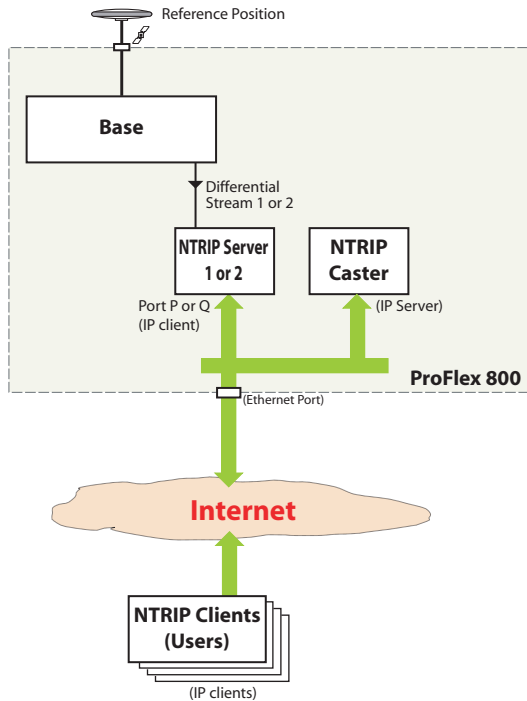 Reference Position
Base
Differential
Stream 1 or 2
NTRIP Server
1 or 2
NTRIP
Caster
Port P or Q
(IP client)
(IP Server)
ProFlex 800
(Ethernet Port)
Internet
NTRIP Clients
(Users)
(IP clients)